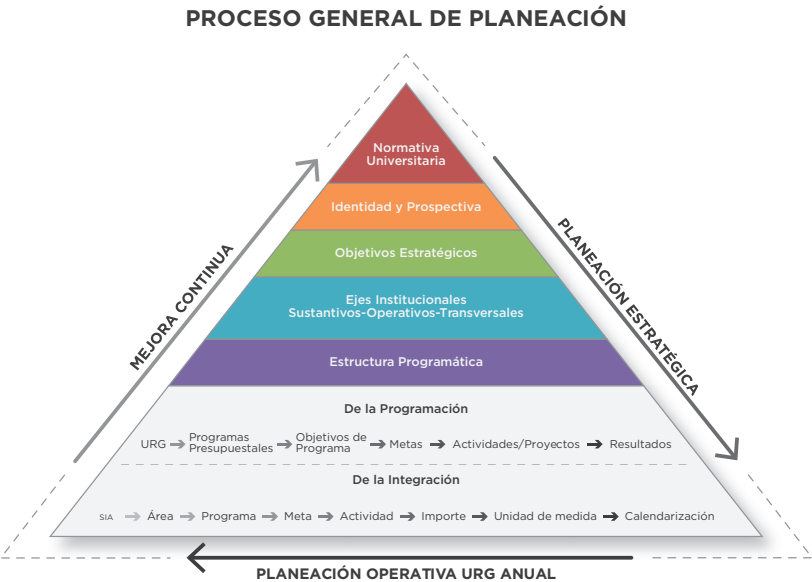 PROCESO GENERAL DE PLANEACIÓN
Normativa
Universitaria
Identidad y Prospectiva
Objetivos Estratégicos
Ejes Institucionales
Sustantivos-Operativos-Transversales
Estructura Programática
MEJORA CONTINUA
PLANEACIÓN ESTRATÉGICA
De la Programación
URG
Programas
Presupuestales
Objetivos de
Programa
Metas
Actividades/Proyectos
Resultados
De la Integración
SIA
Área
Programa
Meta
Actividad
Importe
Unidad de medida
Calendarización
PLANEACIÓN OPERATIVA URG ANUAL